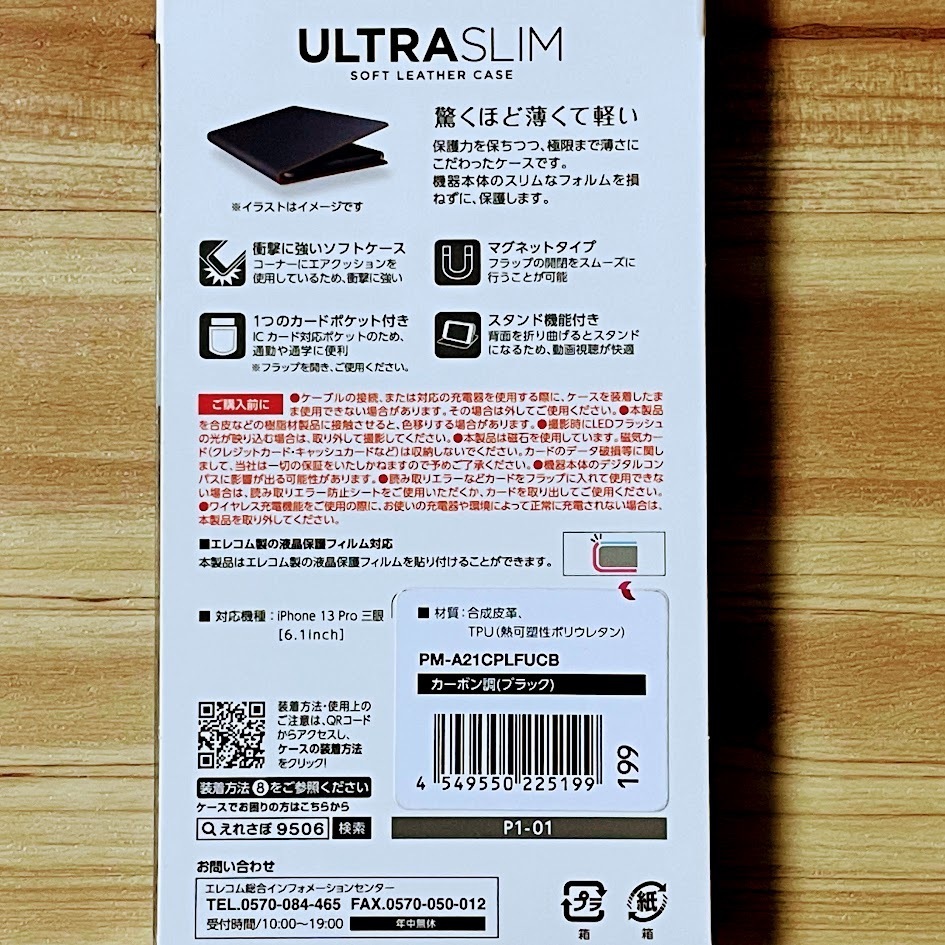 ULTRASLIM
SOFT LEATHER CASE
※イラストはイメージです
驚くほど薄くて軽い
保護力を保ちつつ、極限まで薄さに
こだわったケースです。
機器本体のスリムなフォルムを損
ねずに、保護します。
衝撃に強いソフトケース
コーナーにエアクッションを
使用しているため、衝撃に強い
マグネットタイプ
フラップの開閉をスムーズに
行うことが可能
1つのカードポケット付き
ICカード対応ポケットのため、
通勤や通学に便利
※フラップを開き、ご使用ください。
スタンド機能付き
背面を折り曲げるとスタンド
になるため、動画視聴が快適
ご購入前に ●ケーブルの接続、または対応の充電器を使用する際に、ケースを装着したま
ま使用できない場合があります。その場合は外してご使用ください。●本製品
を合皮などの樹脂材製品に接触させると、色移りする場合があります。●撮影時にLEDフラッシュ
の光が映り込む場合は、取り外して撮影してください。●本製品は磁石を使用しています。磁気カー
ド(クレジットカード・キャッシュカードなど)は収納しないでください。カードのデータ破損等に関し
まして、当社は一切の保証をいたしかねますので予めご了承ください。●機器本体のデジタルコン
パスに影響が出る可能性があります。●読み取りエラーなどカードをフラップに入れて使用できな
い場合は、読み取りエラー防止シートをご使用いただくか、カードを取り出してご使用ください。
●ワイヤレス充電機能をご使用の際に、お使いの充電器や環境によって正常に充電されない場合は、
本製品を取り外してください。
■エレコム製の液晶保護フィルム対応
本製品はエレコム製の液晶保護フィルムを貼り付けることができます。
■対応機種：iPhone 13 Pro 三眼
[6.1inch]
■材質：合成皮革、
TPU(熱可塑性ポリウレタン)
PM-A21CPLFUCB
カーボン調(ブラック)
4 549550 225199
199
装着方法・使用上の
ご注意は、QRコード
からアクセスし、
ケースの装着方法
をクリック!
装着方法⑧をご参照ください
ケースでお困りの方はこちらから
えれさぽ9506 検索
P1-01
お問い合わせ
エレコム総合インフォメーションセンター
TEL.0570-084-465 FAX.0570-050-012
受付時間/10:00〜19:00 年中無休
プラ
箱
紙
箱